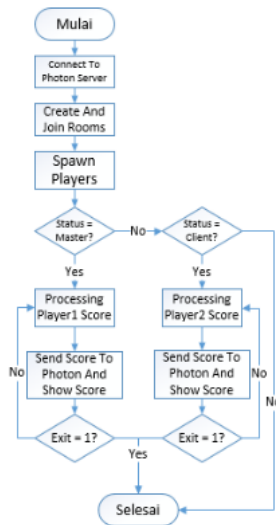 Mulai
Connect To
Photon Server
Create And
Join Rooms
Spawn
Players
Status =
Master?
No
Status =
Client?
Yes
Yes
Processing
Player1 Score
Processing
Player2 Score
Send Score To
Photon And
Show Score
Send Score To
Photon And
Show Score
No
No
No
Exit = 1?
Exit = 1?
Yes
Selesai